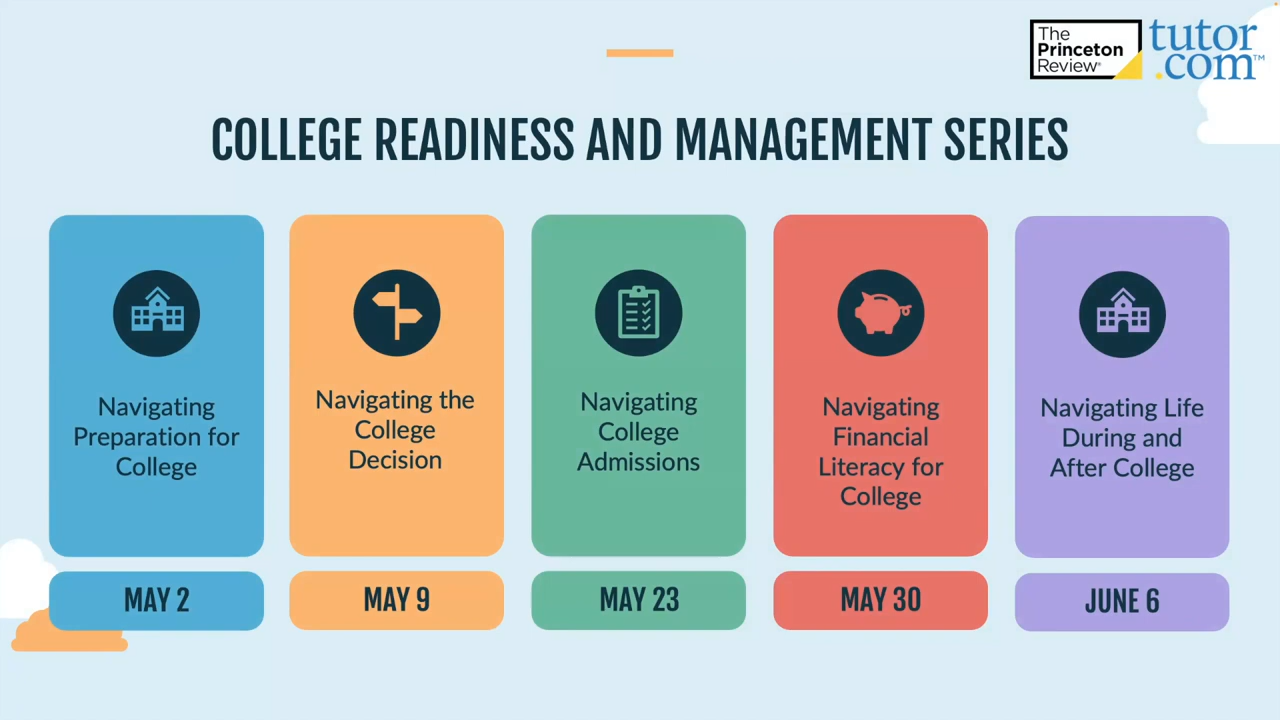 The
Princeton
Review®
tutor
.com™
COLLEGE READINESS AND MANAGEMENT SERIES
Navigating
Preparation for
College
MAY 2
Navigating the
College
Decision
MAY 9
Navigating
College
Admissions
MAY 23
Navigating
Financial
Literacy for
College
MAY 30
Navigating Life
During and
After College
JUNE 6